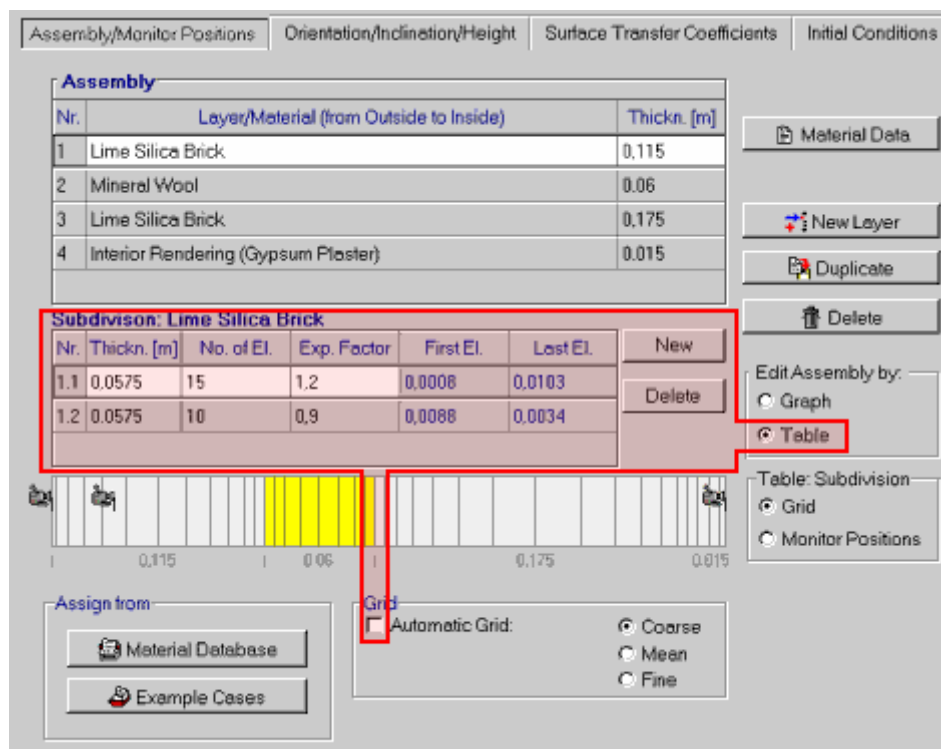 Assembly/Monitor Positions Orientation/Inclination/Height Surface Transfer Coefficients Initial Conditions
Assembly
Nr. Layer/Material (from Outside to Inside) Thickn. [m]
1 Lime Silica Brick 0,115
2 Mineral Wool 0.06
3 Lime Silica Brick 0,175
4 Interior Rendering (Gypsum Plaster) 0.015
Material Data
New Layer
Duplicate
Delete
Subdivison: Lime Silica Brick
Nr. Thickn. [m] No. of El. Exp. Factor First El. Last El.
1.1 0,0575 15 1,2 0,0008 0,0103
1.2 0.0575 10 0,9 0,0088 0,0034
New
Delete
Edit Assembly by:
Graph
Table
Table: Subdivision
Grid
Monitor Positions
0,115 0.06 0,175 0.015
Assign from
Material Database
Example Cases
Grid
Automatic Grid:
Coarse
Mean
Fine